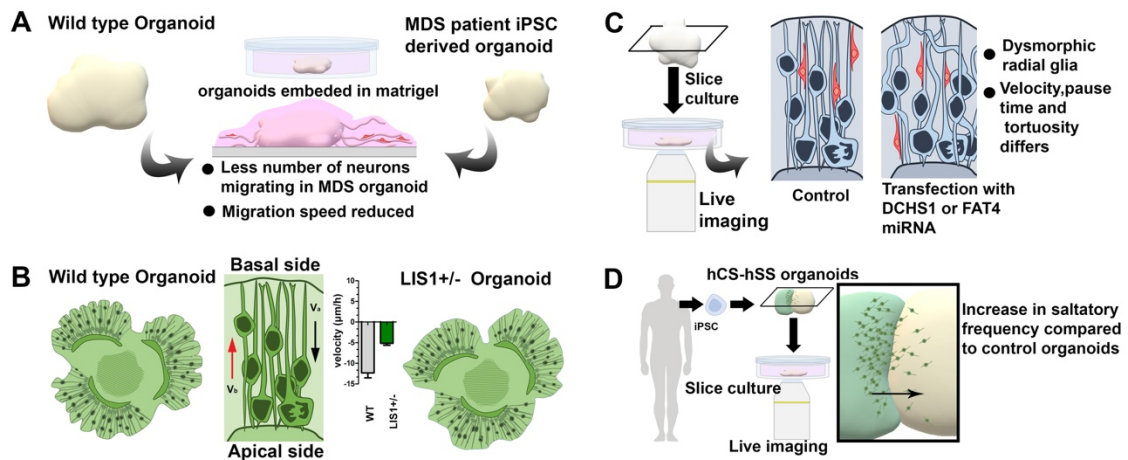 A
Wild type Organoid
MDS patient iPSC
derived organoid
organoids embeded in matrigel
● Less number of neurons
migrating in MDS organoid
● Migration speed reduced
B
Wild type Organoid
Basal side
Va
Vb
Apical side
velocity (µm/h)
10
5
0
-5
-10
-15
WT
LIS1+/-
LIS1+/- Organoid
C
Slice
culture
Live
imaging
Control
Transfection with
DCHS1 or FAT4
miRNA
● Dysmorphic
radial glia
● Velocity,pause
time and
tortuosity
differs
D
hCS-hSS organoids
iPSC
Slice culture
Live imaging
Increase in saltatory
frequency compared
to control organoids